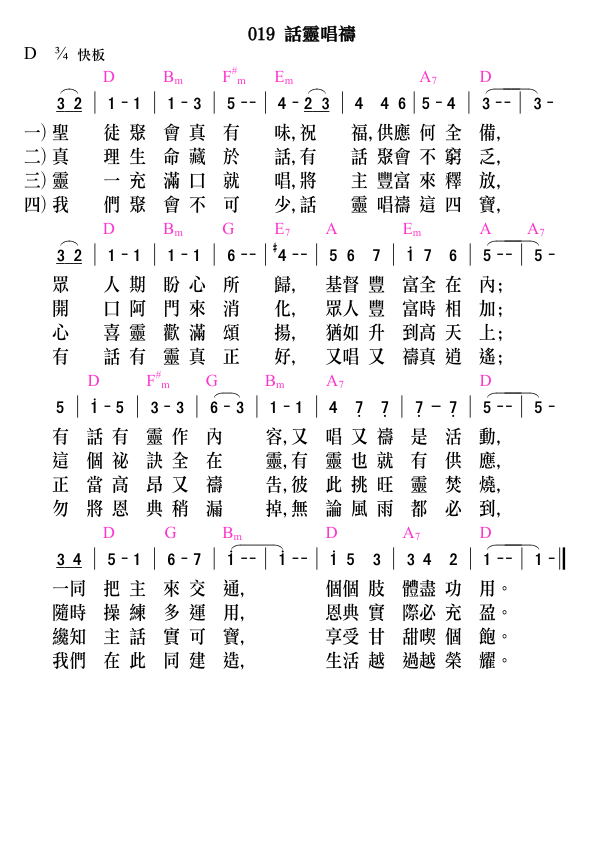 019 話靈唱禱
D ¾ 快板
D Bm F#m Em A7 D
3 2 | 1 - 1 | 1 - 3 | 5 - - | 4 - 2 3 | 4 4 6 | 5 - 4 | 3 - - | 3 -
一) 聖 徒 聚 會 真 有 味, 祝 福, 供應 何 全 備,
二) 真 理 生 命 藏 於 話, 有 話 聚會 不 窮 乏,
三) 靈 一 充 滿 口 就 唱, 將 主 豐富 來 釋 放,
四) 我 們 聚 會 不 可 少, 話 靈 唱禱 這 四 寶,
D Bm G E7 A Em A A7
3 2 | 1 - 1 | 1 - 1 | 6 - - | #4 - - | 5 6 7 | i 7 6 | 5 - - | 5 -
眾 人 期 盼 心 所 歸, 基督 豐 富全 在 內;
開 口 阿 門 來 消 化, 眾人 豐 富時 相 加;
心 喜 靈 歡 滿 頌 揚, 猶如 升 到高 天 上;
有 話 有 靈 真 正 好, 又唱 又 禱真 逍 遙;
D F#m G Bm A7 D
5 | i - 5 | 3 - 3 | 6 - 3 | 1 - 1 | 4 7̣ 7̣ | 7̣ - 7̣ | 5 - - | 5 -
有 話 有 靈 作 內 容, 又 唱 又 禱 是 活 動,
這 個 祕 訣 全 在 靈, 有 靈 也 就 有 供 應,
正 當 高 昂 又 禱 告, 彼 此 挑 旺 靈 焚 燒,
勿 將 恩 典 稍 漏 掉, 無 論 風 雨 都 必 到,
D G Bm D A7 D
3 4 | 5 - 1 | 6 - 7 | i - - | i - - | i 5 3 | 3 4 2 | 1 - - | 1 - ‖
一同 把 主 來 交 通, 個個 肢 體盡 功 用。
隨時 操 練 多 運 用, 恩典 實 際必 充 盈。
纔知 主 話 實 可 寶, 享受 甘 甜喫 個 飽。
我們 在 此 同 建 造, 生活 越 過越 榮 耀。